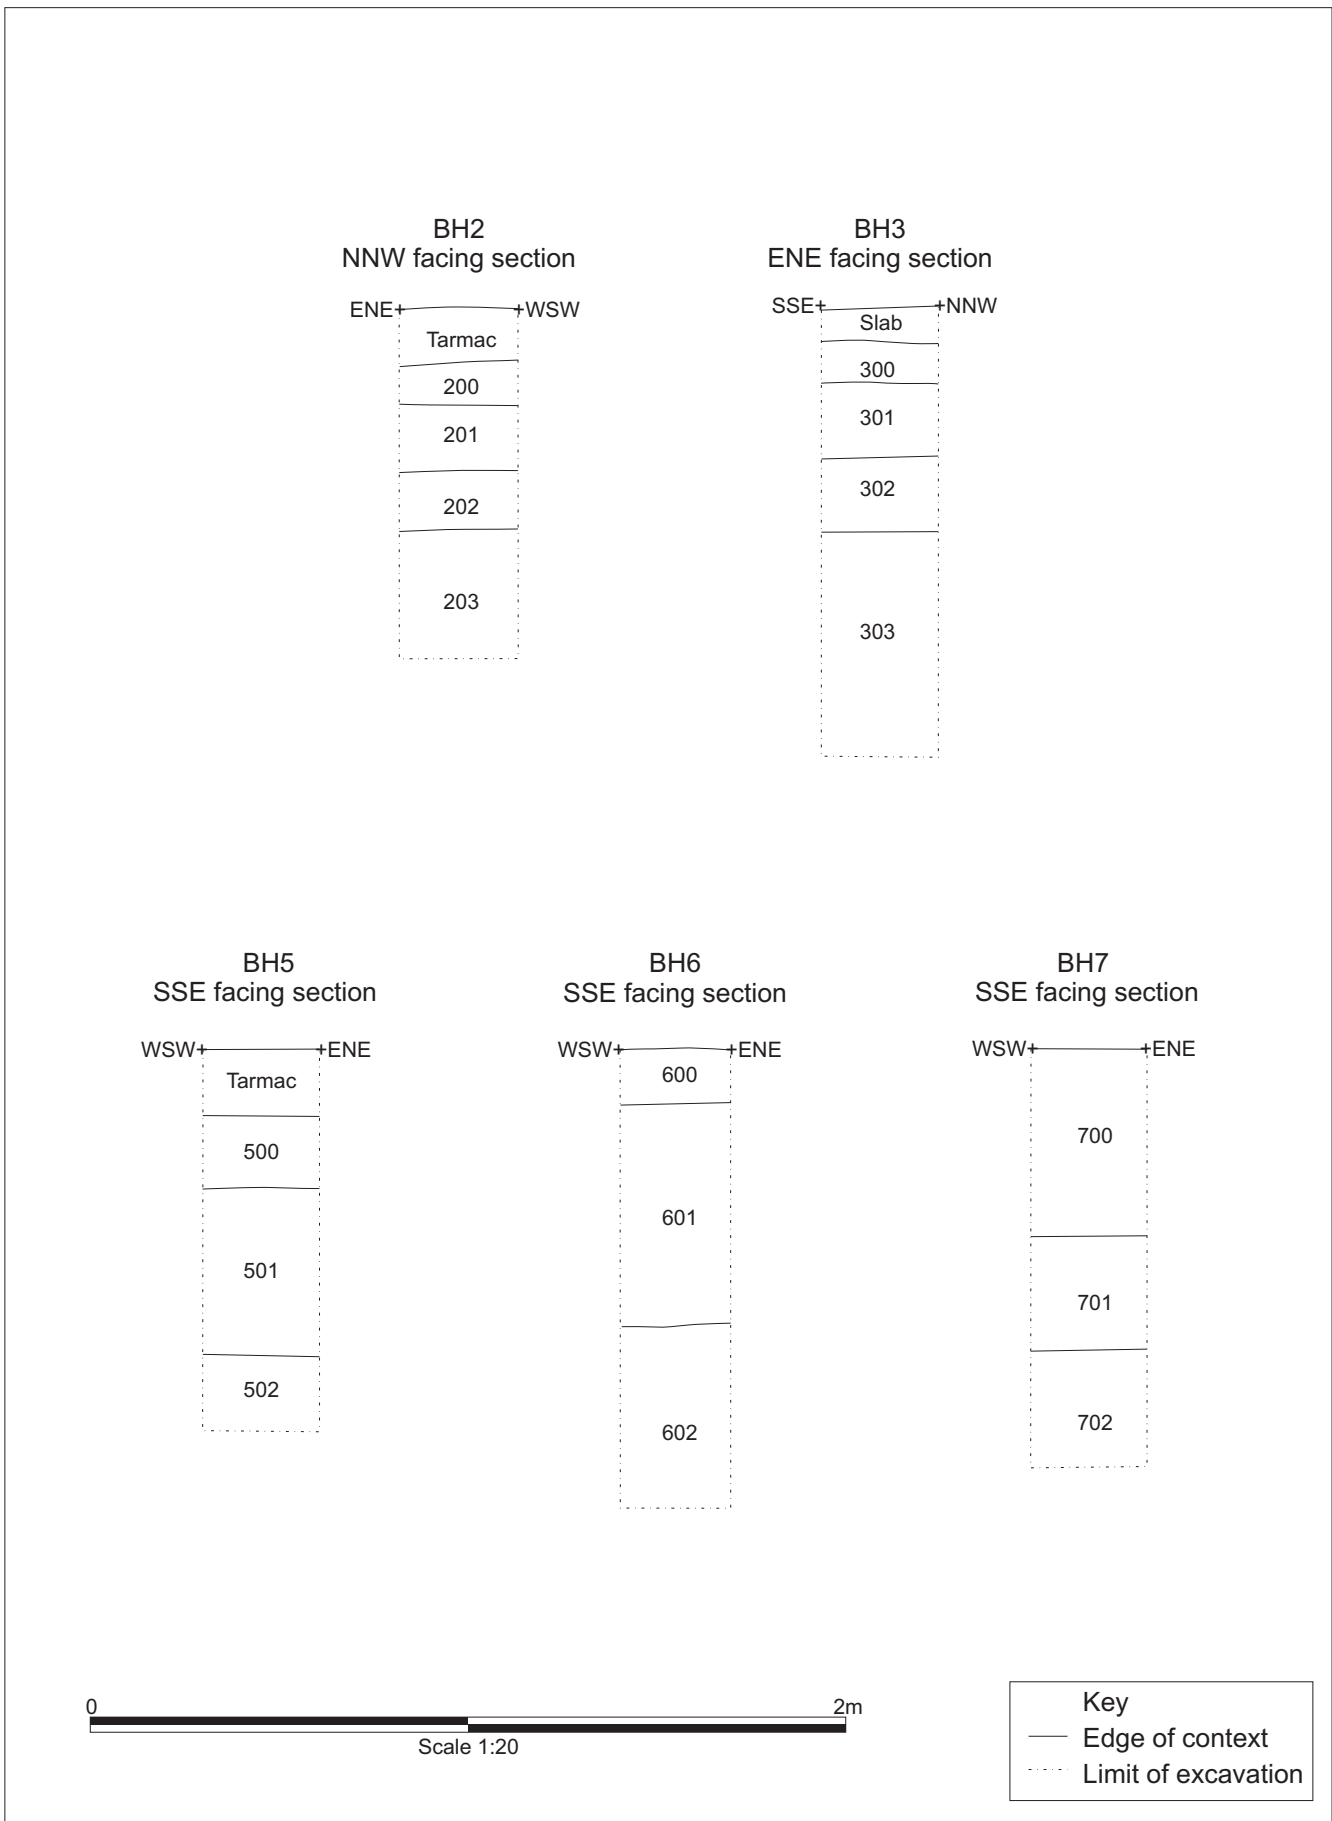 BH2
NNW facing section
ENE WSW
Tarmac
200
201
202
203
BH3
ENE facing section
SSE NNW
Slab
300
301
302
303
BH5
SSE facing section
WSW ENE
Tarmac
500
501
502
BH6
SSE facing section
WSW ENE
600
601
602
BH7
SSE facing section
WSW ENE
700
701
702
0 2m
Scale 1:20
Key
Edge of context
Limit of excavation